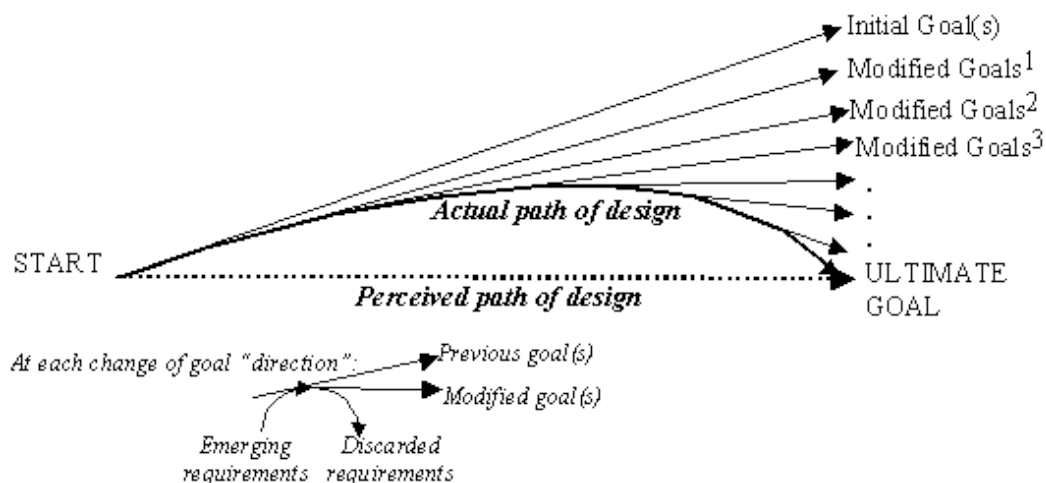 Initial Goal(s)
Modified Goals1
Modified Goals2
Modified Goals3
.
.
.
Actual path of design
START
ULTIMATE
GOAL
Perceived path of design
At each change of goal “direction”:
Previous goal(s)
Modified goal(s)
Emerging
requirements
Discarded
requirements